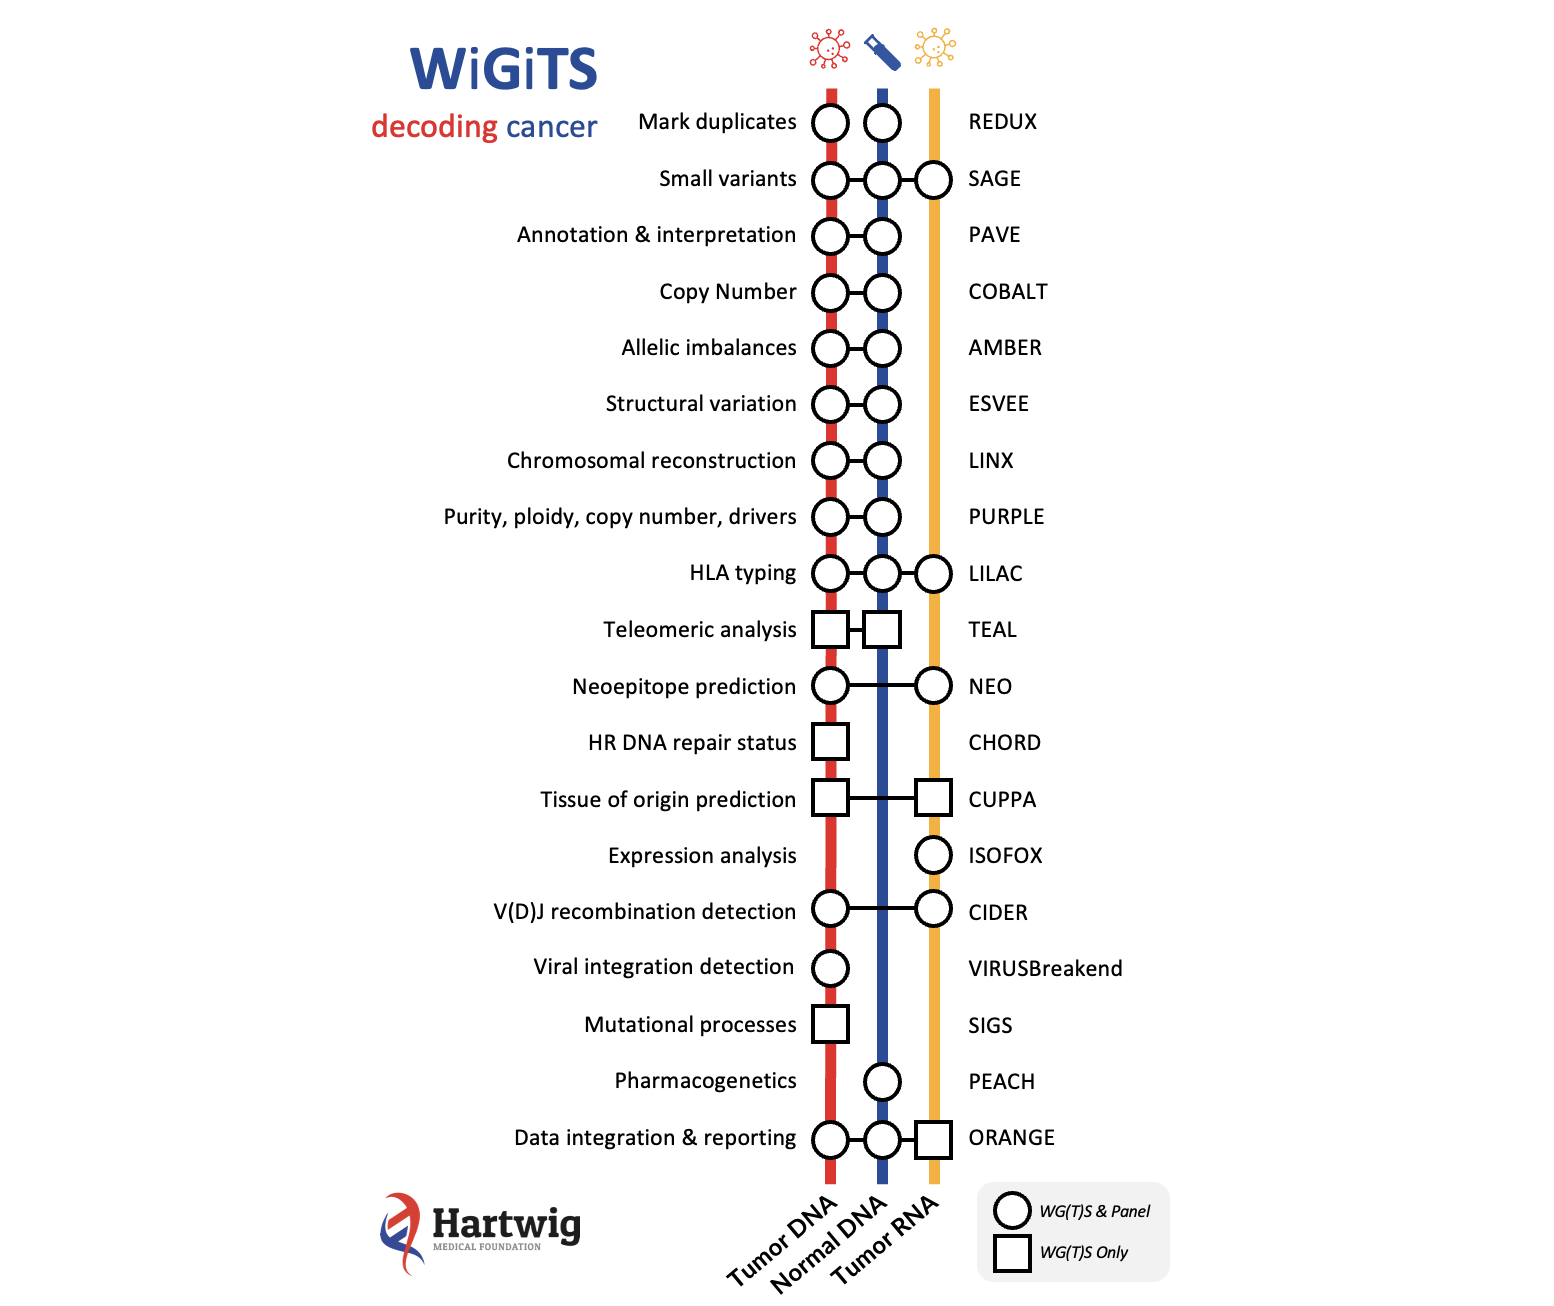 WiGiTS
decoding cancer
Mark duplicates REDUX
Small variants SAGE
Annotation & interpretation PAVE
Copy Number COBALT
Allelic imbalances AMBER
Structural variation ESVEE
Chromosomal reconstruction LINX
Purity, ploidy, copy number, drivers PURPLE
HLA typing LILAC
Teleomeric analysis TEAL
Neoepitope prediction NEO
HR DNA repair status CHORD
Tissue of origin prediction CUPPA
Expression analysis ISOFOX
V(D)J recombination detection CIDER
Viral integration detection VIRUSBreakend
Mutational processes SIGS
Pharmacogenetics PEACH
Data integration & reporting ORANGE
Tumor DNA
Normal DNA
Tumor RNA
WG(T)S & Panel
WG(T)S Only
Hartwig
MEDICAL FOUNDATION